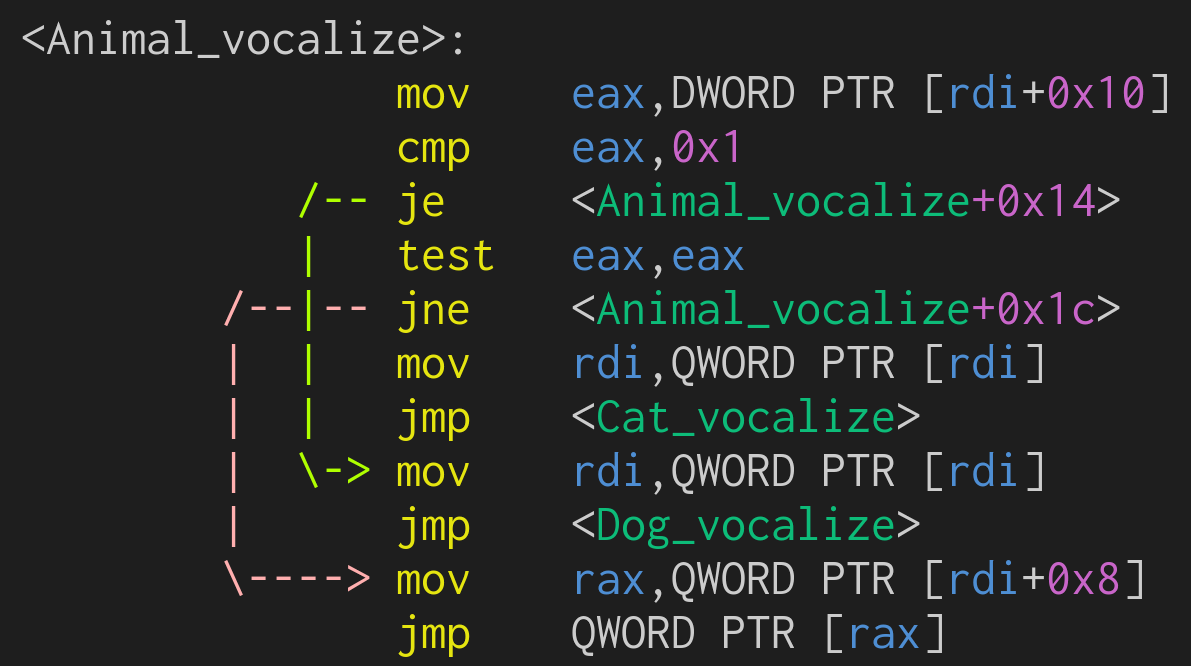 <Animal_vocalize>:
mov eax,DWORD PTR [rdi+0x10]
cmp eax,0x1
/-- je <Animal_vocalize+0x14>
| test eax,eax
/--|-- jne <Animal_vocalize+0x1c>
| | mov rdi,QWORD PTR [rdi]
| | jmp <Cat_vocalize>
| \-> mov rdi,QWORD PTR [rdi]
| jmp <Dog_vocalize>
\----> mov rax,QWORD PTR [rdi+0x8]
jmp QWORD PTR [rax]